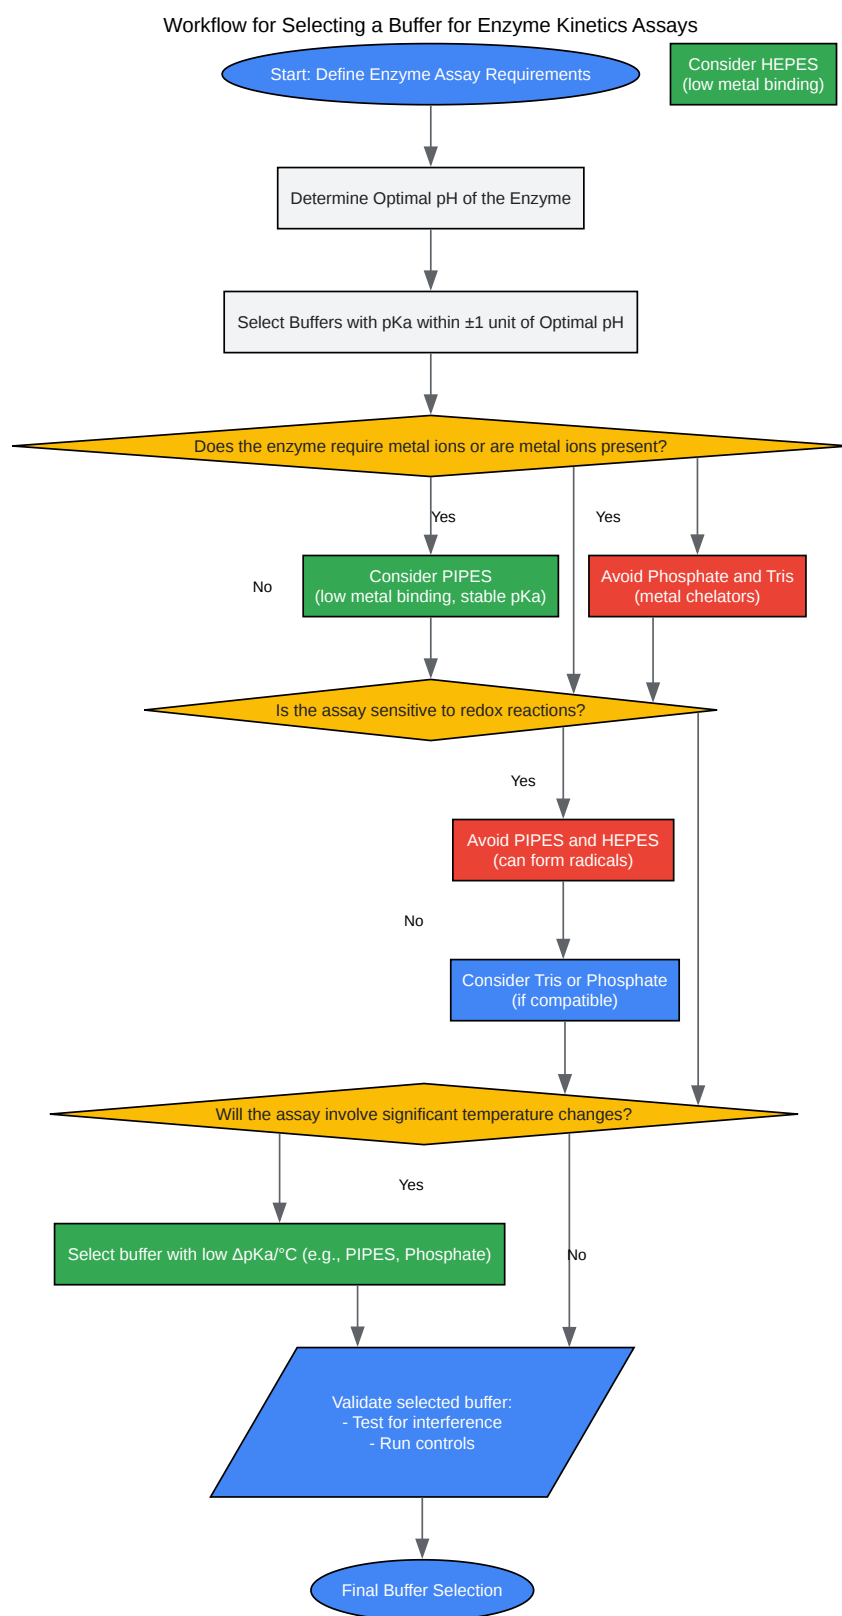 Workflow for Selecting a Buffer for Enzyme Kinetics Assays
Start: Define Enzyme Assay Requirements
Consider HEPES
(low metal binding)
Determine Optimal pH of the Enzyme
Select Buffers with pKa within ±1 unit of Optimal pH
Does the enzyme require metal ions or are metal ions present?
Yes
Yes
Consider PIPES
(low metal binding, stable pKa)
Avoid Phosphate and Tris
(metal chelators)
No
Is the assay sensitive to redox reactions?
Yes
Avoid PIPES and HEPES
(can form radicals)
No
Consider Tris or Phosphate
(if compatible)
Will the assay involve significant temperature changes?
Yes
Select buffer with low ΔpKa/°C (e.g., PIPES, Phosphate)
No
Validate selected buffer:
- Test for interference
- Run controls
Final Buffer Selection